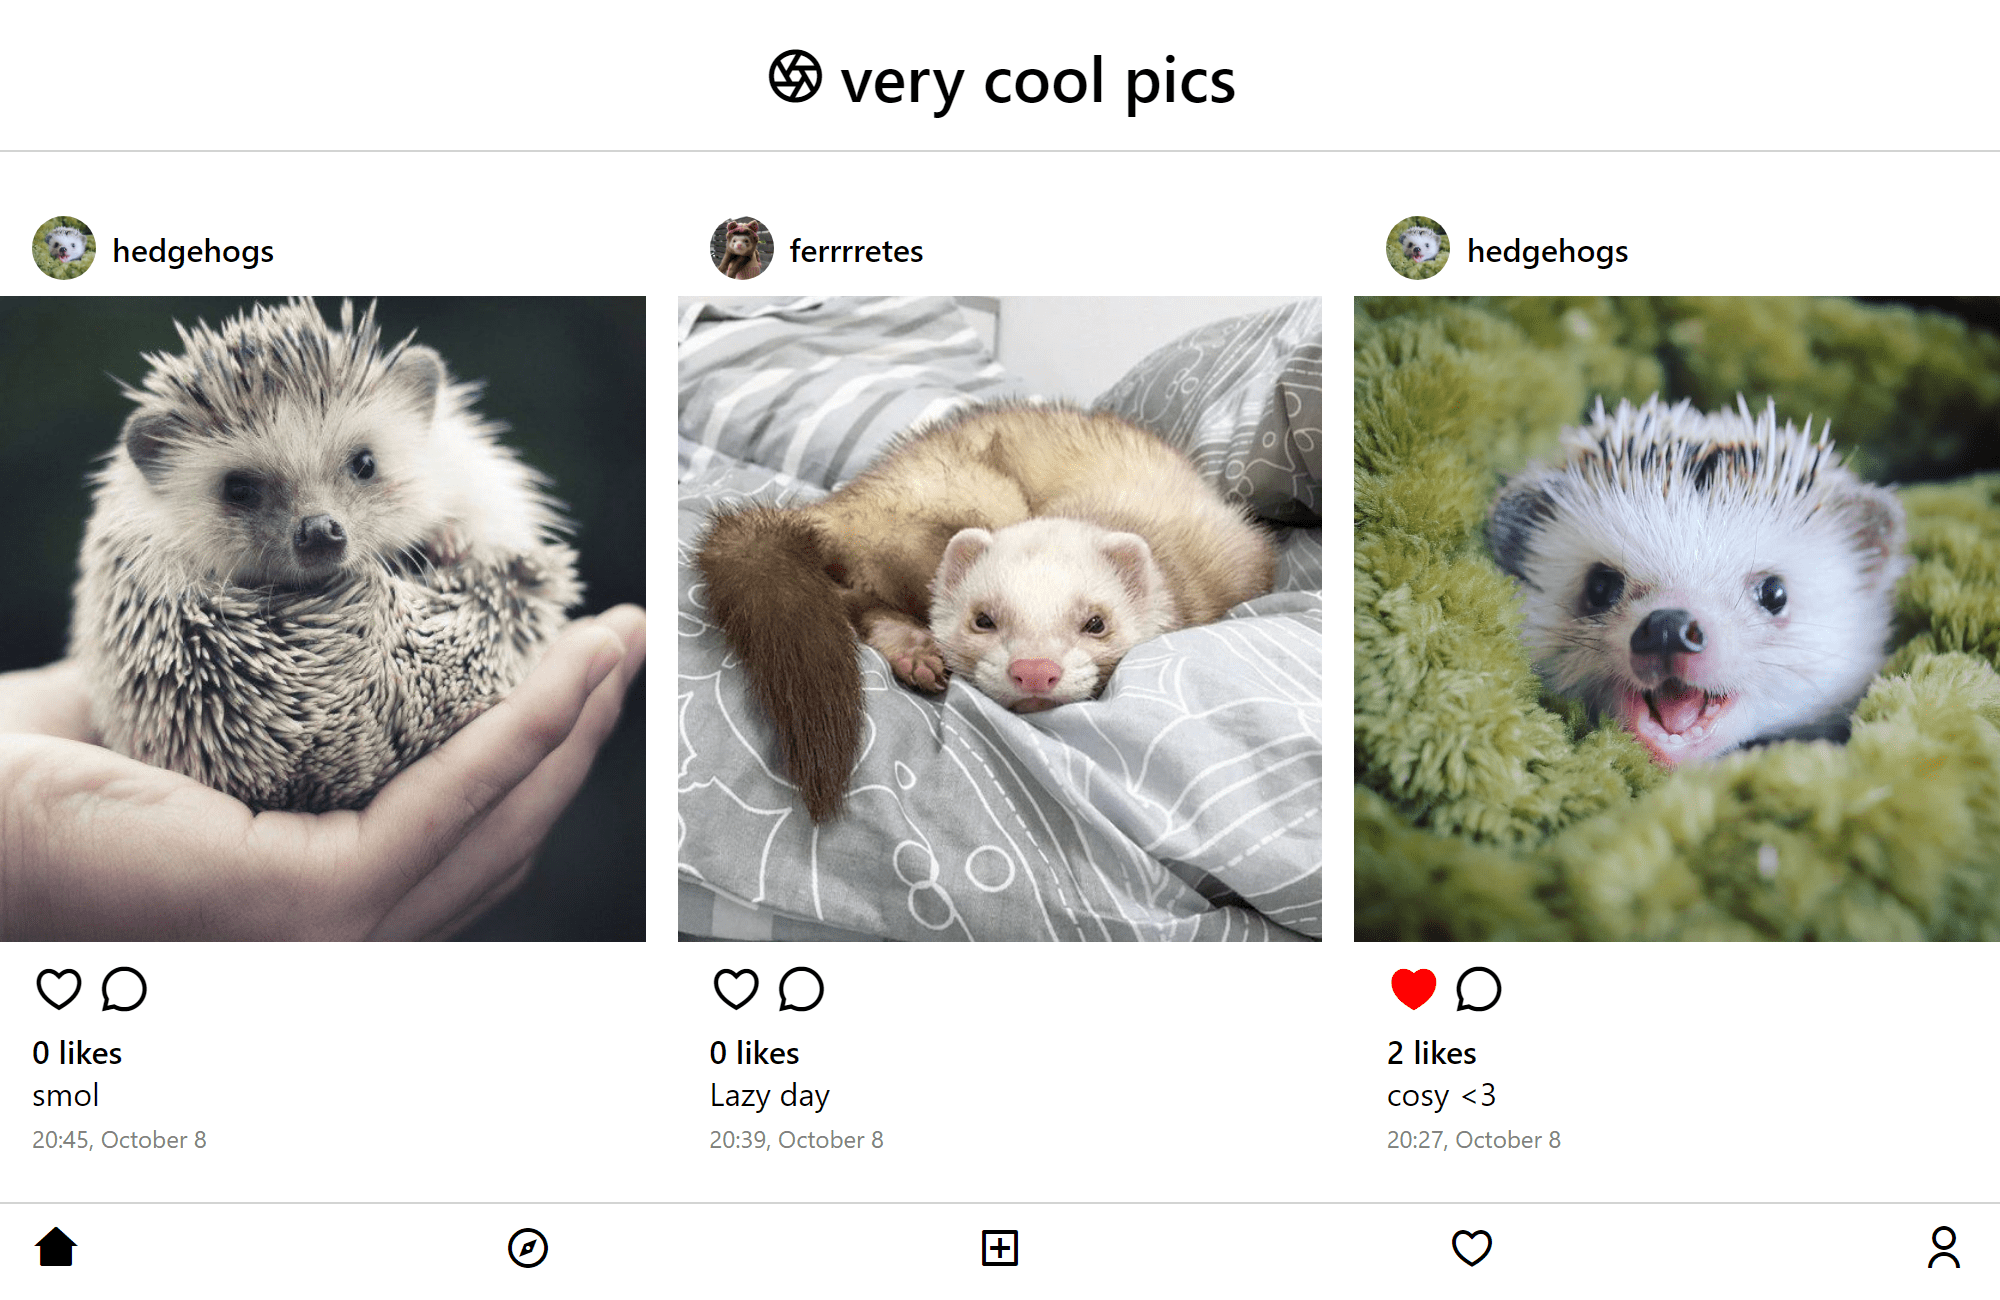 very cool pics
hedgehogs
ferrrretes
hedgehogs
0 likes
smol
20:45, October 8
0 likes
Lazy day
20:39, October 8
2 likes
cosy <3
20:27, October 8